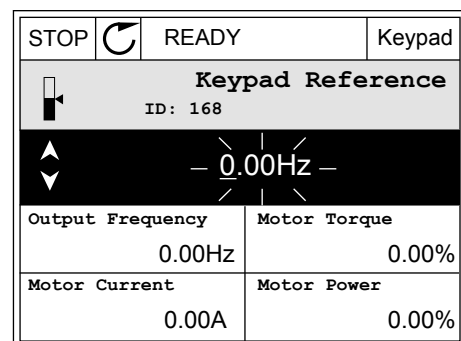 STOP READY Keypad
Keypad Reference
ID: 168
0.00Hz
Output Frequency Motor Torque
0.00Hz 0.00%
Motor Current Motor Power
0.00A 0.00%